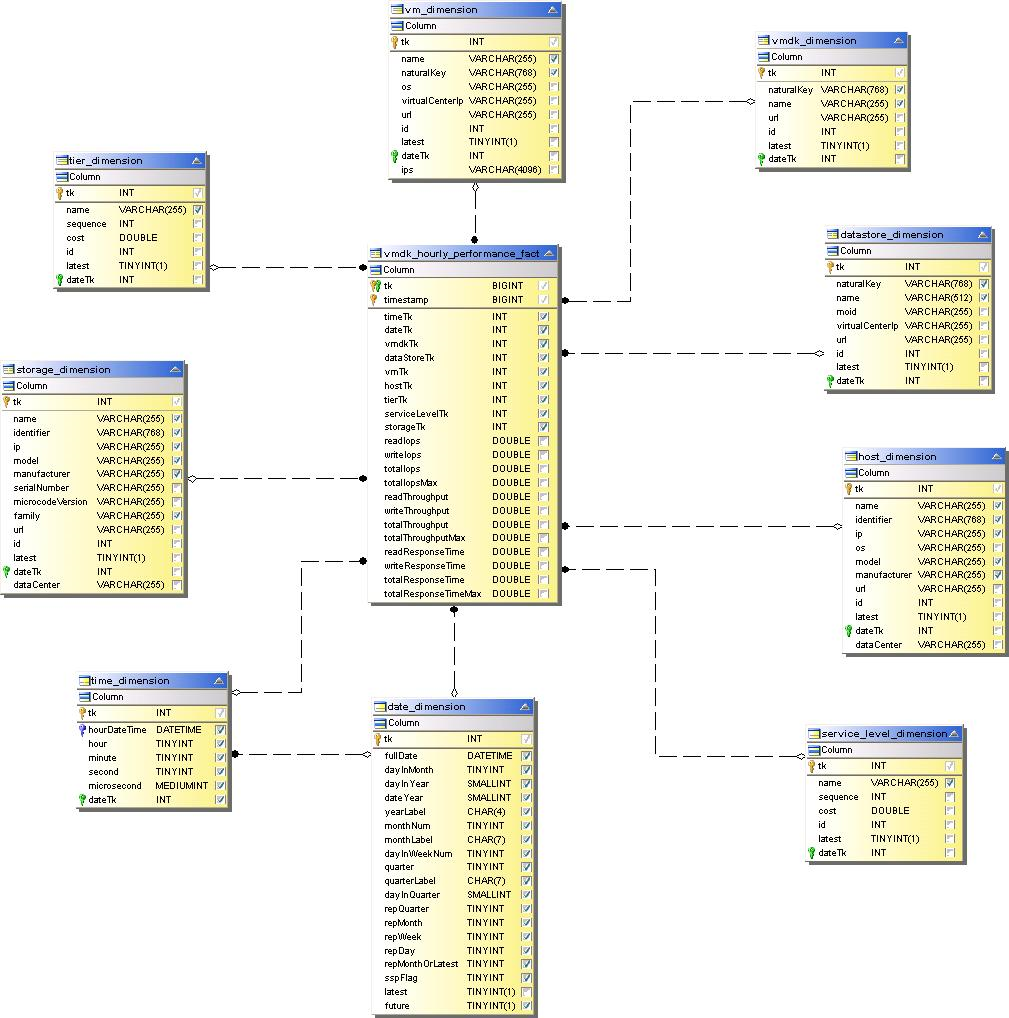 vm_dimension
Column
tk INT
name VARCHAR(255)
naturalKey VARCHAR(768)
os VARCHAR(255)
virtualCenterIp VARCHAR(255)
url VARCHAR(255)
id INT
latest TINYINT(1)
dateTk INT
ips VARCHAR(4096)
vmdk_dimension
Column
tk INT
naturalKey VARCHAR(768)
name VARCHAR(255)
url VARCHAR(255)
id INT
latest TINYINT(1)
dateTk INT
tier_dimension
Column
tk INT
name VARCHAR(255)
sequence INT
cost DOUBLE
id INT
latest TINYINT(1)
dateTk INT
vmdk_hourly_performance_fact
Column
tk BIGINT
timestamp BIGINT
timeTk INT
dateTk INT
vmdkTk INT
dataStoreTk INT
vmTk INT
hostTk INT
tierTk INT
serviceLevelTk INT
storageTk INT
readIops DOUBLE
writeIops DOUBLE
totalIops DOUBLE
totalIopsMax DOUBLE
readThroughput DOUBLE
writeThroughput DOUBLE
totalThroughput DOUBLE
totalThroughputMax DOUBLE
readResponseTime DOUBLE
writeResponseTime DOUBLE
totalResponseTime DOUBLE
totalResponseTimeMax DOUBLE
datastore_dimension
Column
tk INT
naturalKey VARCHAR(768)
name VARCHAR(512)
moid VARCHAR(255)
virtualCenterIp VARCHAR(255)
url VARCHAR(255)
id INT
latest TINYINT(1)
dateTk INT
storage_dimension
Column
tk INT
name VARCHAR(255)
identifier VARCHAR(768)
ip VARCHAR(255)
model VARCHAR(255)
manufacturer VARCHAR(255)
serialNumber VARCHAR(255)
microcodeVersion VARCHAR(255)
family VARCHAR(255)
url VARCHAR(255)
id INT
latest TINYINT(1)
dateTk INT
dataCenter VARCHAR(255)
host_dimension
Column
tk INT
name VARCHAR(255)
identifier VARCHAR(768)
ip VARCHAR(255)
os VARCHAR(255)
model VARCHAR(255)
manufacturer VARCHAR(255)
url VARCHAR(255)
id INT
latest TINYINT(1)
dateTk INT
dataCenter VARCHAR(255)
time_dimension
Column
tk INT
hourDateTime DATETIME
hour TINYINT
minute TINYINT
second TINYINT
microsecond MEDIUMINT
dateTk INT
date_dimension
Column
tk INT
fullDate DATETIME
dayInMonth TINYINT
dayInYear SMALLINT
dateYear SMALLINT
yearLabel CHAR(4)
monthNum TINYINT
monthLabel CHAR(7)
dayInWeekNum TINYINT
quarter TINYINT
quarterLabel CHAR(7)
dayInQuarter SMALLINT
repQuarter TINYINT
repMonth TINYINT
repWeek TINYINT
repDay TINYINT
repMonthOrLatest TINYINT
sspFlag TINYINT
latest TINYINT(1)
future TINYINT(1)
service_level_dimension
Column
tk INT
name VARCHAR(255)
sequence INT
cost DOUBLE
id INT
latest TINYINT(1)
dateTk INT